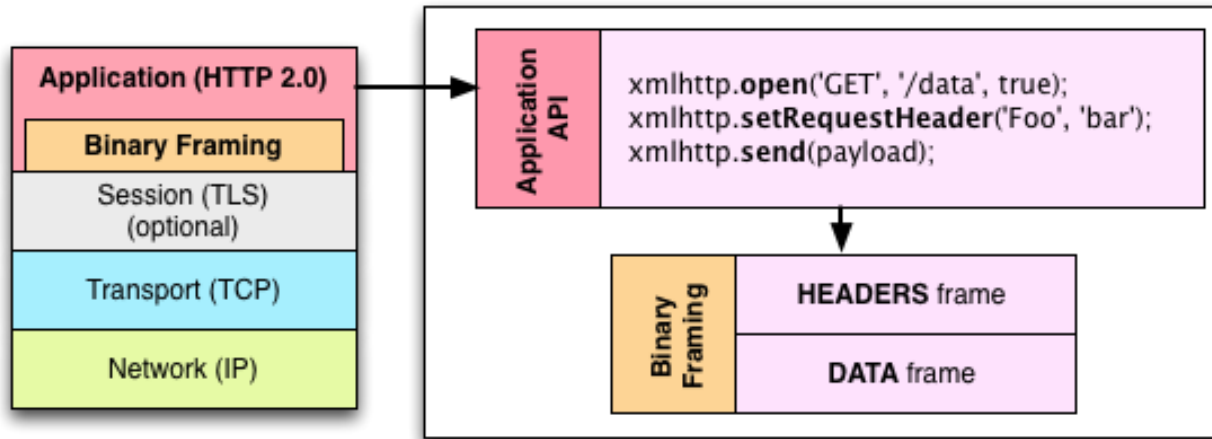 Application (HTTP 2.0)
Binary Framing
Session (TLS)
(optional)
Transport (TCP)
Network (IP)
Application
API
xmlhttp.open('GET', '/data', true);
xmlhttp.setRequestHeader('Foo', 'bar');
xmlhttp.send(payload);
Binary
Framing
HEADERS frame
DATA frame